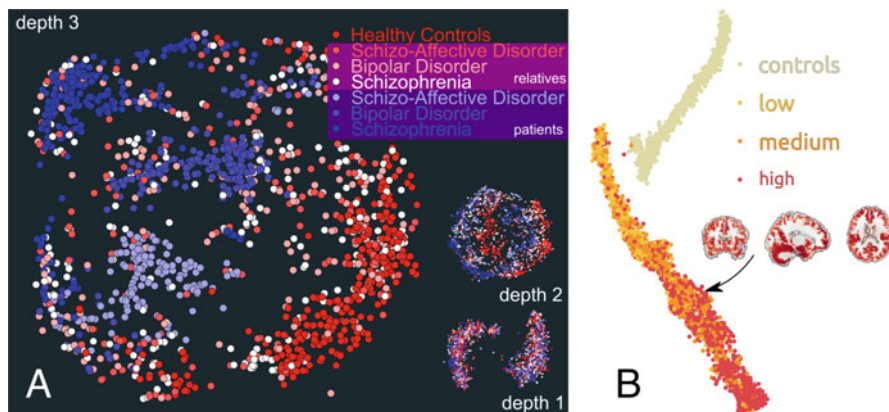 depth 3
Healthy Controls
Schizo-Affective Disorder
Bipolar Disorder
Schizophrenia
relatives
Schizo-Affective Disorder
Bipolar Disorder
Schizophrenia
patients
depth 2
depth 1
A
controls
low
medium
high
B